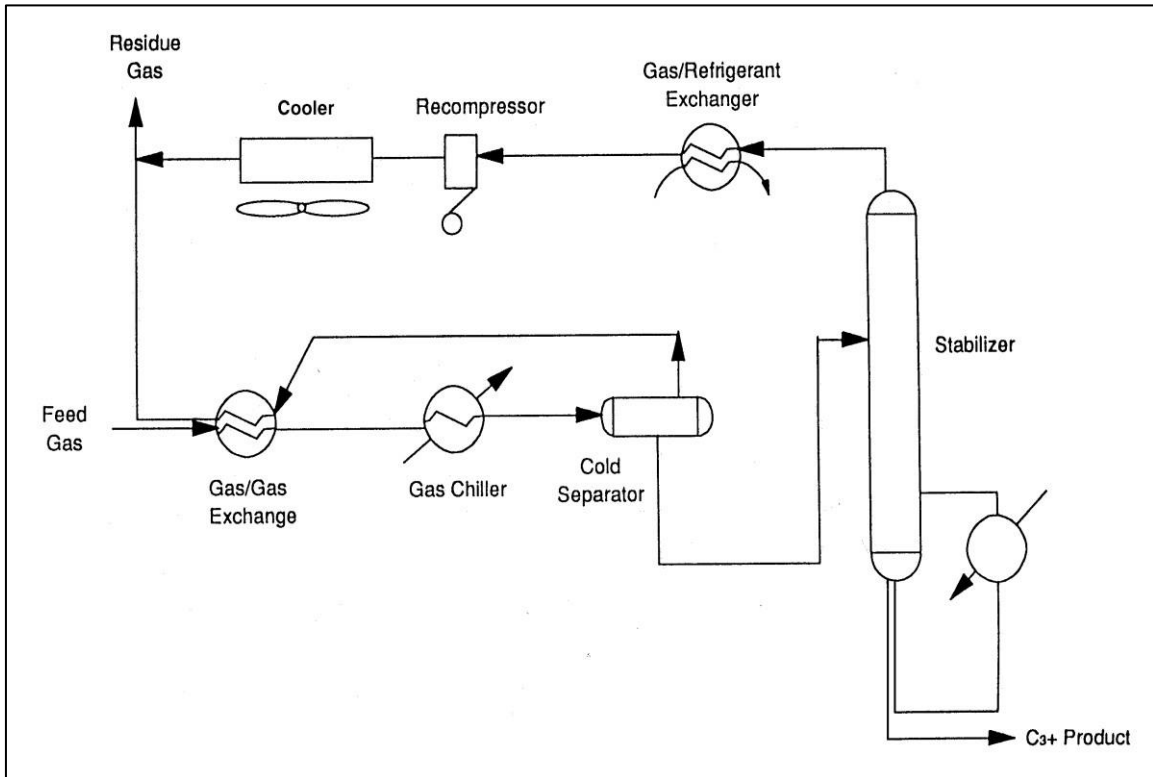 Residue
Gas
Cooler
Recompressor
Gas/Refrigerant
Exchanger
Stabilizer
Feed
Gas
Gas/Gas
Exchange
Gas Chiller
Cold
Separator
C₃+ Product